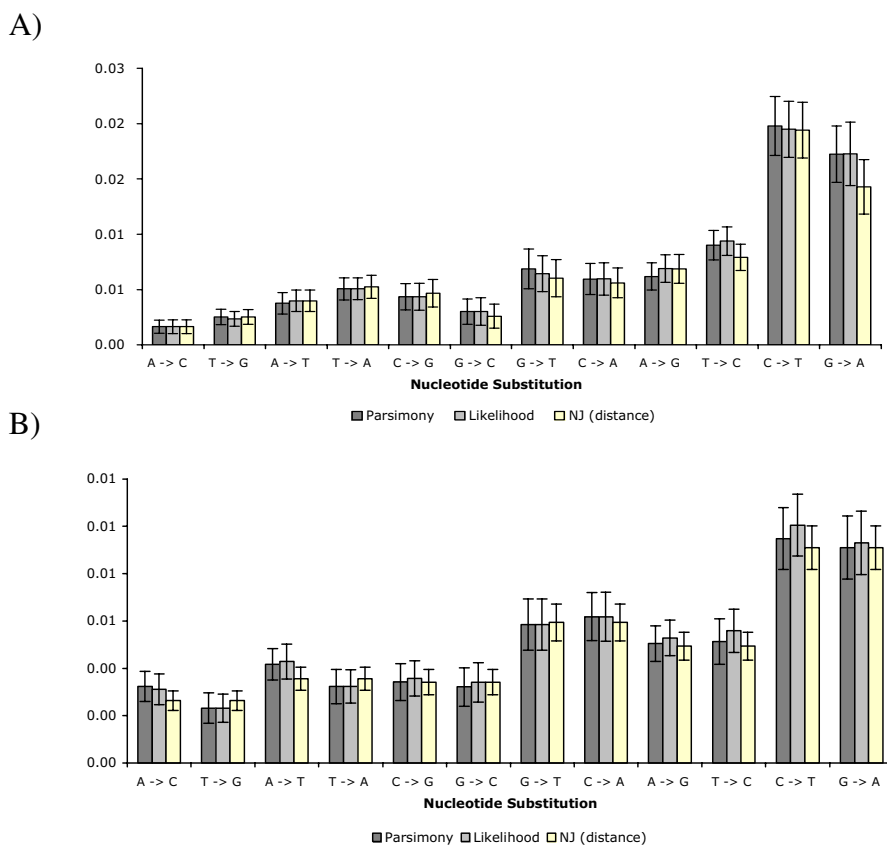 A)
0.03
0.02
0.02
0.01
0.01
0.00
A -> C T -> G A -> T T -> A C -> G G -> C G -> T C -> A A -> G T -> C C -> T G -> A
Nucleotide Substitution
Parsimony Likelihood NJ (distance)
B)
0.01
0.01
0.01
0.01
0.00
0.00
0.00
A -> C T -> G A -> T T -> A C -> G G -> C G -> T C -> A A -> G T -> C C -> T G -> A
Nucleotide Substitution
Parsimony Likelihood NJ (distance)